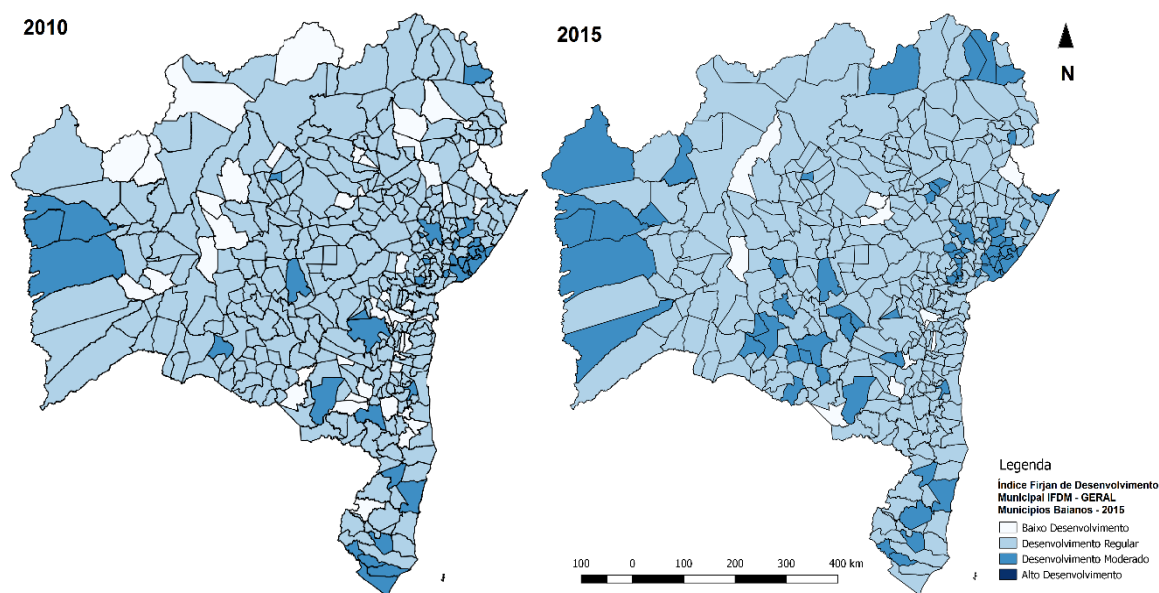 2010
2015
N
Legenda
Índice Firjan de Desenvolvimento
Municipal IFDM - GERAL
Municípios Baianos - 2015
Baixo Desenvolvimento
Desenvolvimento Regular
Desenvolvimento Moderado
Alto Desenvolvimento
100 0 100 200 300 400 km